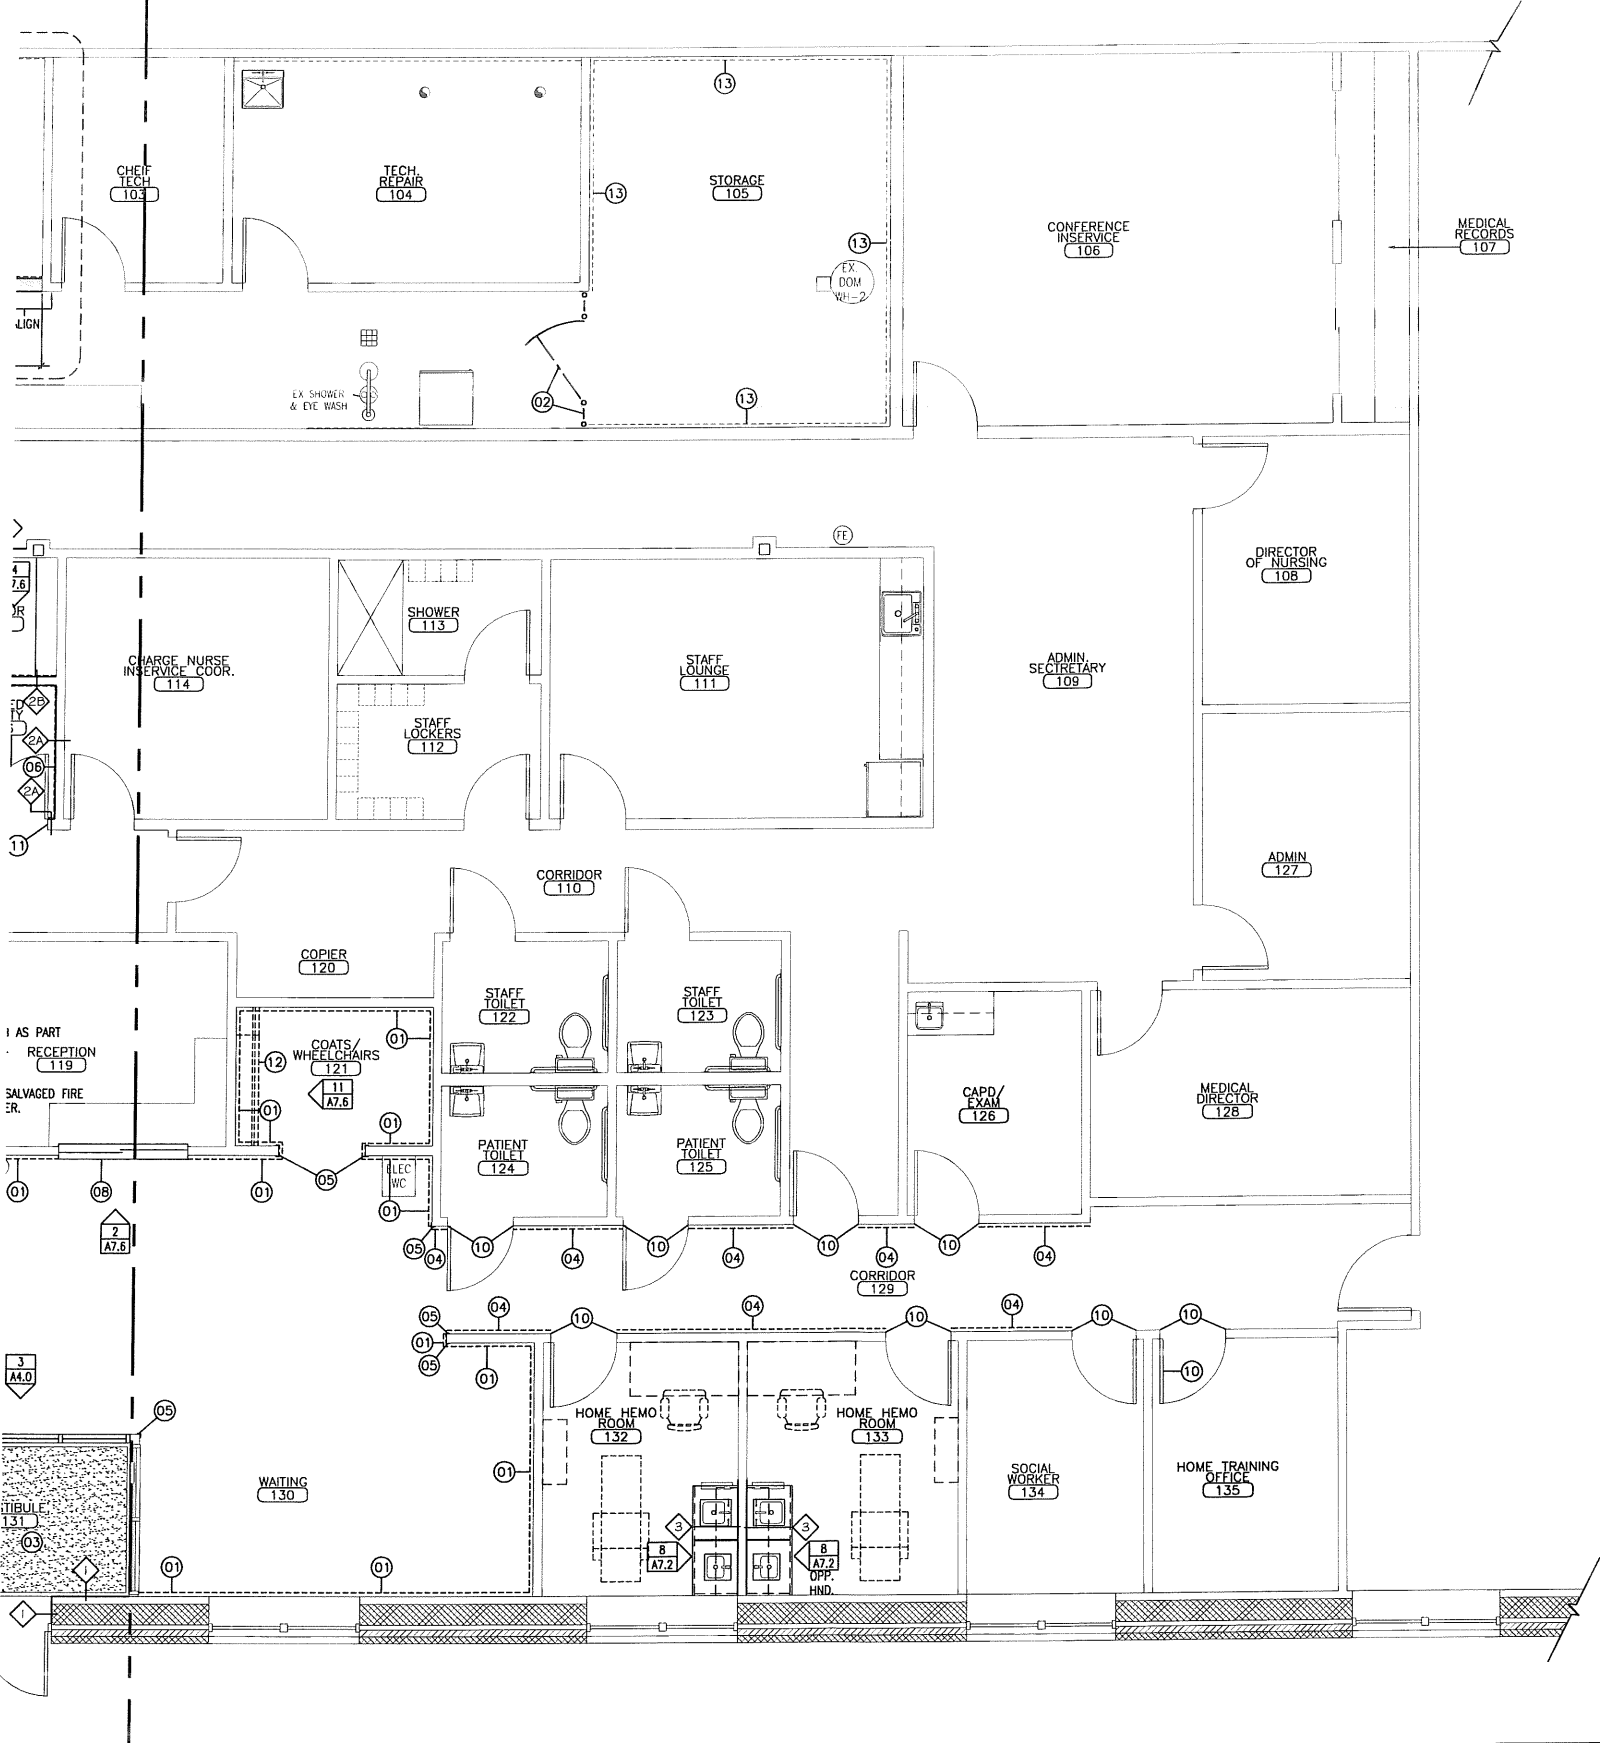 13
CHEIF
TECH
103
TECH.
REPAIR
104
13
STORAGE
105
13
CONFERENCE
INSERVICE
106
MEDICAL
RECORDS
107
EX.
DOM
WH-2
LIGN
EX SHOWER
& EYE WASH
02
13
FE
DIRECTOR
OF NURSING
108
4
7.6
SHOWER
113
CHARGE NURSE
INSERVICE COOR.
114
STAFF
LOUNGE
111
ADMIN.
SECTRETARY
109
2B
2A
06
2A
11
STAFF
LOCKERS
112
CORRIDOR
110
ADMIN
127
COPIER
120
STAFF
TOILET
122
STAFF
TOILET
123
AS PART
RECEPTION
119
SALVAGED FIRE
ER.
01
12
COATS/
WHEELCHAIRS
121
11
A7.6
01
01
CAPD/
EXAM
126
MEDICAL
DIRECTOR
128
PATIENT
TOILET
124
PATIENT
TOILET
125
ELEC
WC
01
08
01
05
01
2
A7.6
05
04
10
04
10
04
10
04
10
04
CORRIDOR
129
05
01
05
04
10
04
10
04
10
10
01
10
3
A4.0
05
HOME HEMO
ROOM
132
HOME HEMO
ROOM
133
WAITING
130
01
SOCIAL
WORKER
134
HOME TRAINING
OFFICE
135
TIBULE
131
03
3
3
8
A7.2
8
A7.2
OPP.
HND.
01
01
1
1